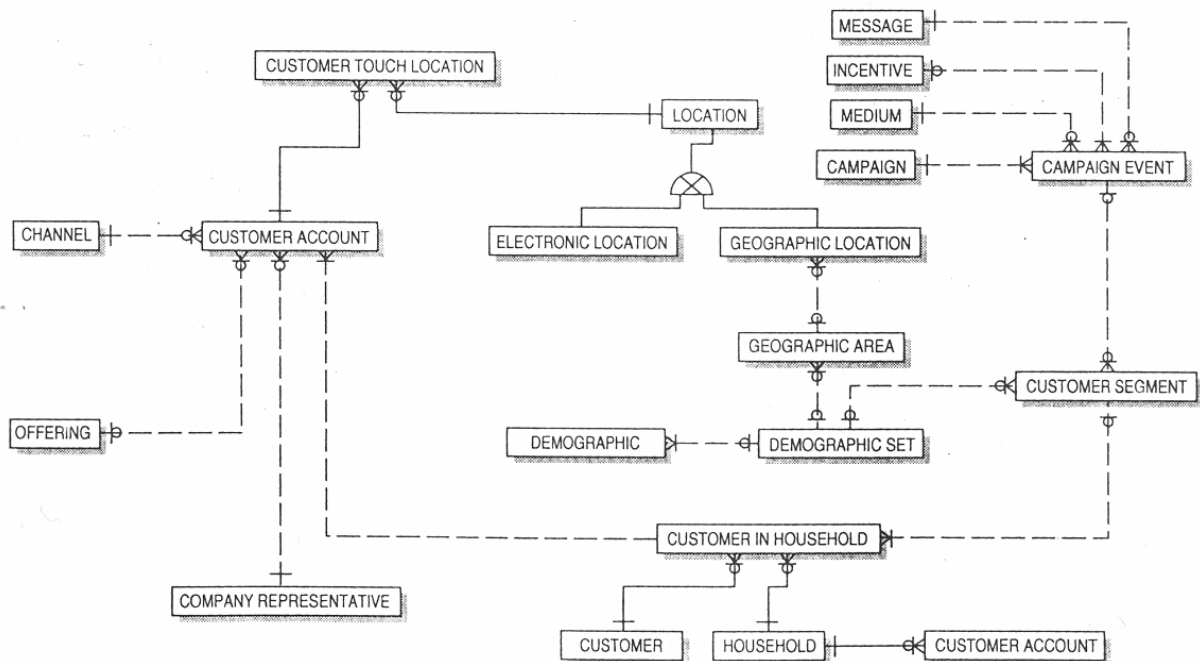 MESSAGE
CUSTOMER TOUCH LOCATION
INCENTIVE
LOCATION
MEDIUM
CAMPAIGN
CAMPAIGN EVENT
CHANNEL
CUSTOMER ACCOUNT
ELECTRONIC LOCATION
GEOGRAPHIC LOCATION
GEOGRAPHIC AREA
CUSTOMER SEGMENT
OFFERING
DEMOGRAPHIC
DEMOGRAPHIC SET
CUSTOMER IN HOUSEHOLD
COMPANY REPRESENTATIVE
CUSTOMER
HOUSEHOLD
CUSTOMER ACCOUNT